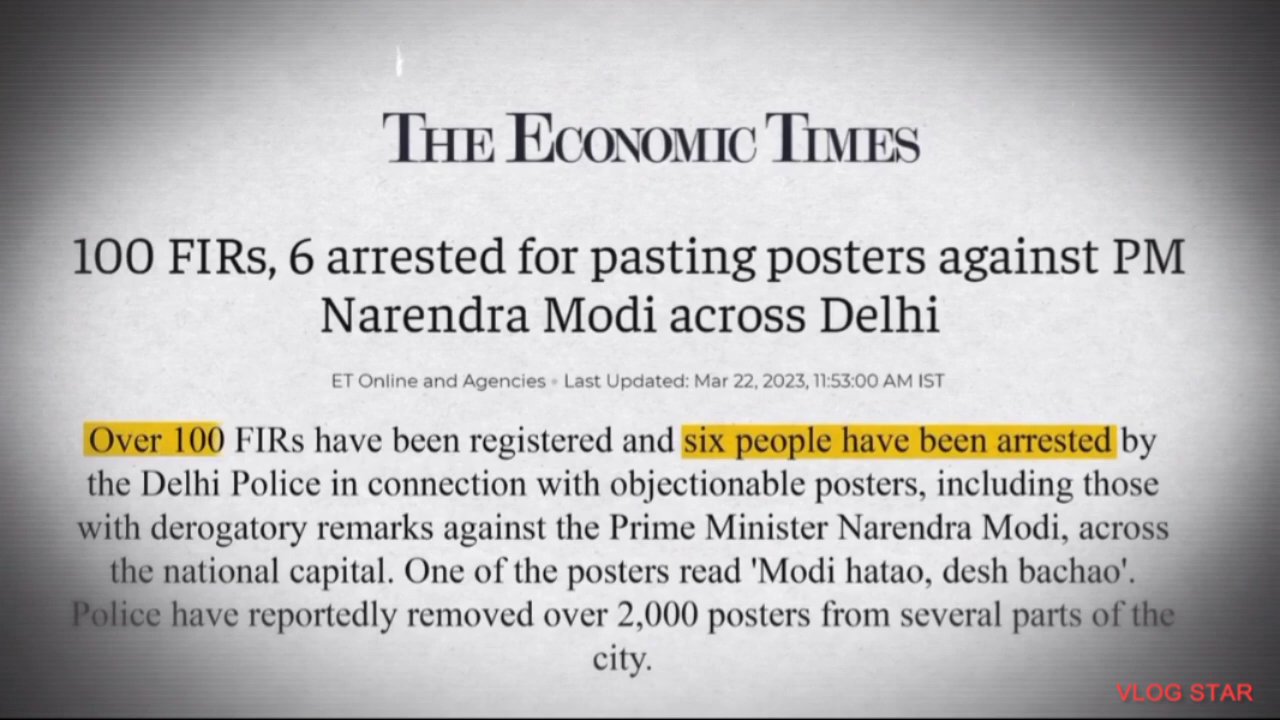 THE ECONOMIC TIMES
100 FIRs, 6 arrested for pasting posters against PM
Narendra Modi across Delhi
ET Online and Agencies • Last Updated: Mar 22, 2023, 11:53:00 AM IST
Over 100 FIRs have been registered and six people have been arrested by
the Delhi Police in connection with objectionable posters, including those
with derogatory remarks against the Prime Minister Narendra Modi, across
the national capital. One of the posters read 'Modi hatao, desh bachao'.
Police have reportedly removed over 2,000 posters from several parts of the
city.
VLOG STAR